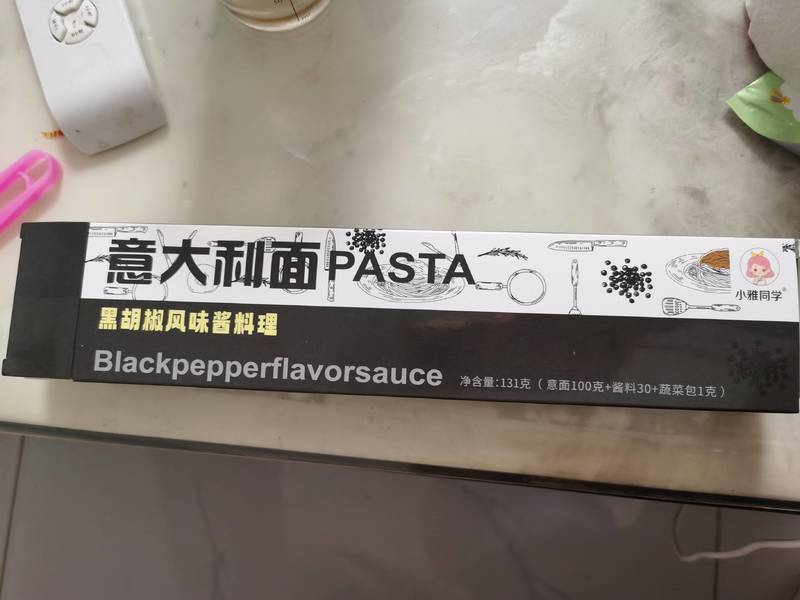 意大利面PASTA
小雅同学®
黑胡椒风味酱料理
Blackpepperflavorsauce
净含量:131克（意面100克+酱料30+蔬菜包1克）